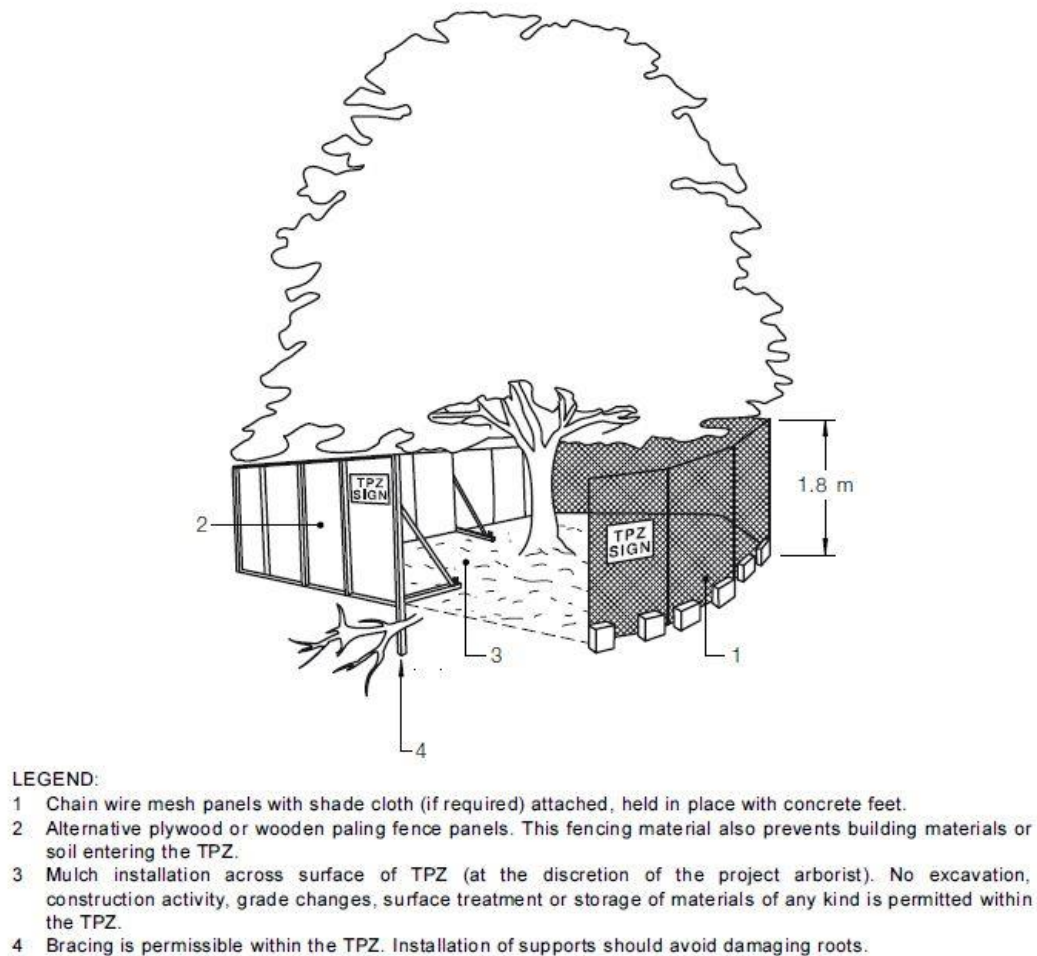 TPZ
SIGN
1.8 m
2
TPZ
SIGN
3
1
4
LEGEND:
1 Chain wire mesh panels with shade cloth (if required) attached, held in place with concrete feet.
2 Alternative plywood or wooden paling fence panels. This fencing material also prevents building materials or
soil entering the TPZ.
3 Mulch installation across surface of TPZ (at the discretion of the project arborist). No excavation,
construction activity, grade changes, surface treatment or storage of materials of any kind is permitted within
the TPZ.
4 Bracing is permissible within the TPZ. Installation of supports should avoid damaging roots.